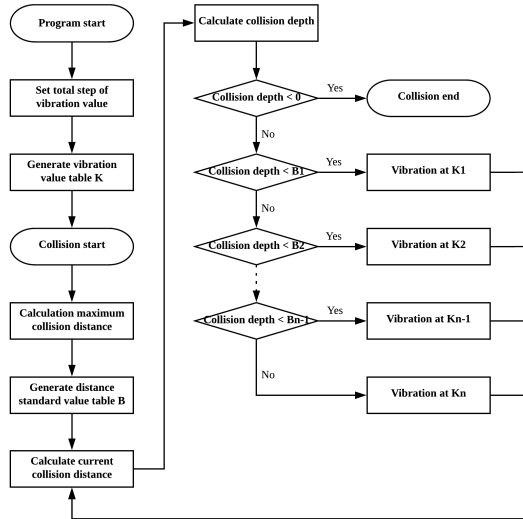 Program start
Set total step of
vibration value
Generate vibration
value table K
Collision start
Calculation maximum
collision distance
Generate distance
standard value table B
Calculate current
collision distance
Calculate collision depth
Collision depth < 0
Yes
Collision end
No
Collision depth < B1
Yes
Vibration at K1
No
Collision depth < B2
Yes
Vibration at K2
Collision depth < Bn-1
Yes
Vibration at Kn-1
No
Vibration at Kn